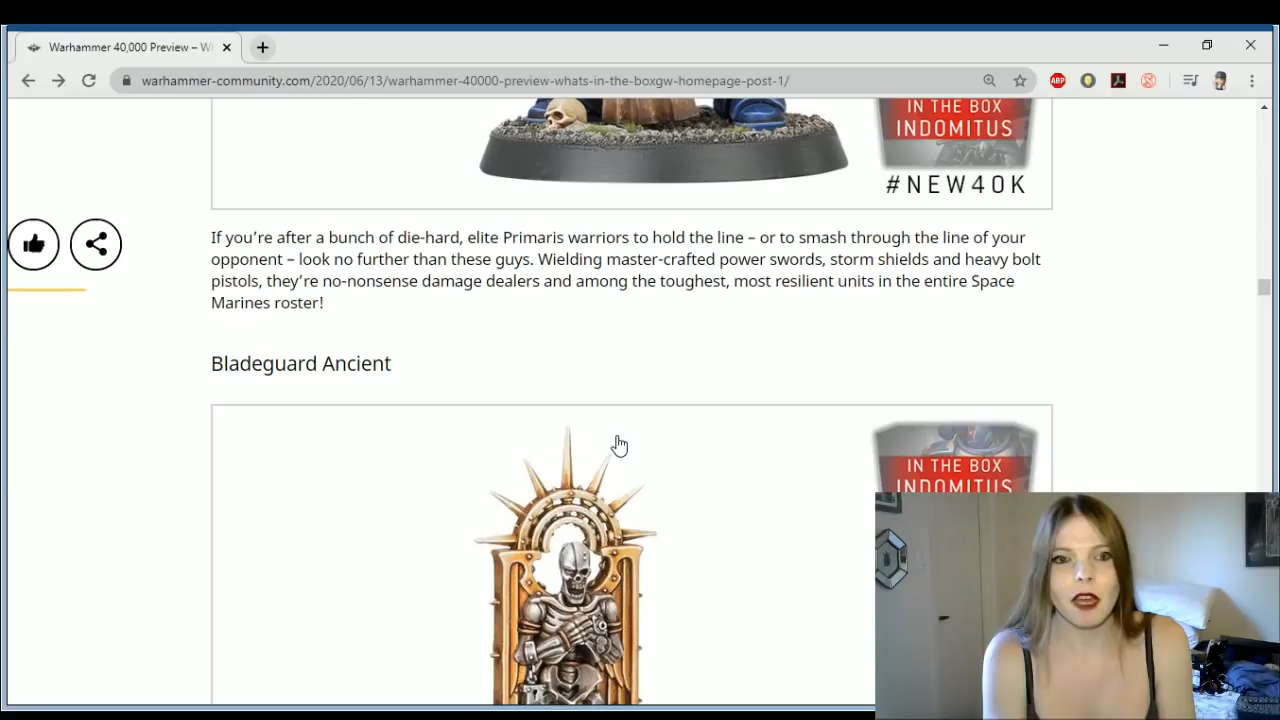 Warhammer 40,000 Preview – Wh
warhammer-community.com/2020/06/13/warhammer-40000-preview-whats-in-the-boxgw-homepage-post-1/
ABP
IN THE BOX
INDOMITUS
#NEW40K
If you’re after a bunch of die-hard, elite Primaris warriors to hold the line – or to smash through the line of your
opponent – look no further than these guys. Wielding master-crafted power swords, storm shields and heavy bolt
pistols, they’re no-nonsense damage dealers and among the toughest, most resilient units in the entire Space
Marines roster!
Bladeguard Ancient
IN THE BOX
INDOMITUS